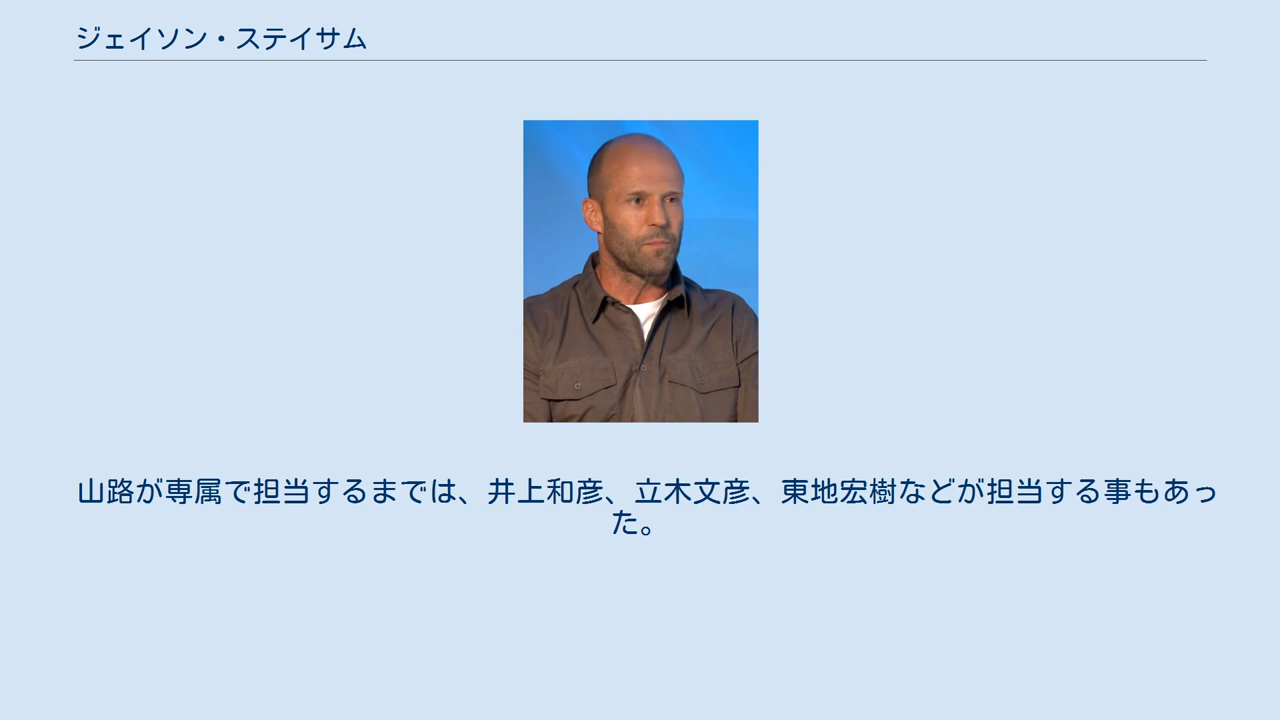 ジェイソン・ステイサム
山路が専属で担当するまでは、井上和彦、立木文彦、東地宏樹などが担当する事もあっ
た。